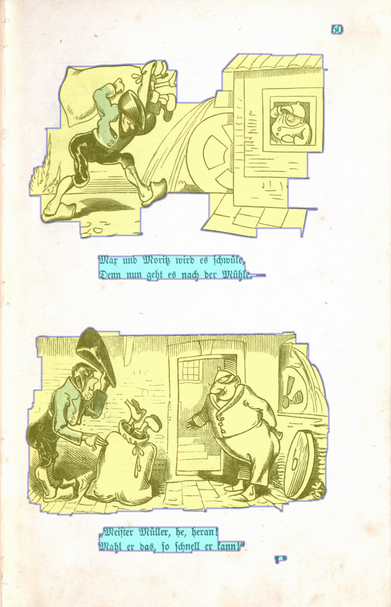 50
Max und Moritz wird es schwüle,
Denn nun geht es nach der Mühle. —
„Meister Müller, he, heran!
Mahl er das, so schnell er kann!“